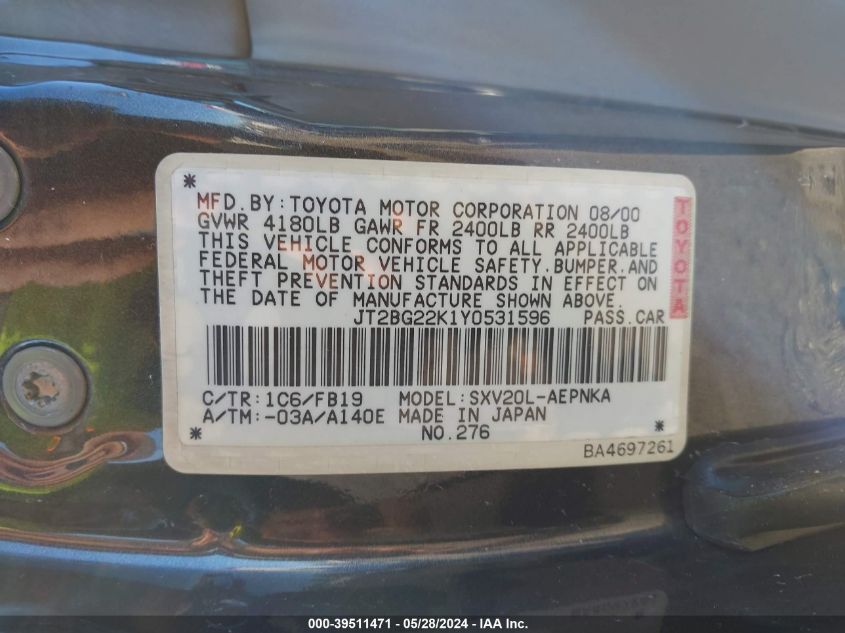 MFD.BY:TOYOTA MOTOR CORPORATION 08/00
GVWR 4180LB GAWR FR 2400LB RR 2400LB
THIS VEHICLE CONFORMS TO ALL APPLICABLE
FEDERAL MOTOR VEHICLE SAFETY.BUMPER.AND
THEFT PREVENTION STANDARDS IN EFFECT ON
THE DATE OF MANUFACTURE SHOWN ABOVE.
JT2BG22K1Y0531596 PASS.CAR
TOYOTA
C/TR:1C6/FB19 MODEL:SXV20L-AEPNKA
A/TM:-03A/A140E MADE IN JAPAN
NO.276
BA4697261
000-39511471 - 05/28/2024 - IAAI Inc.